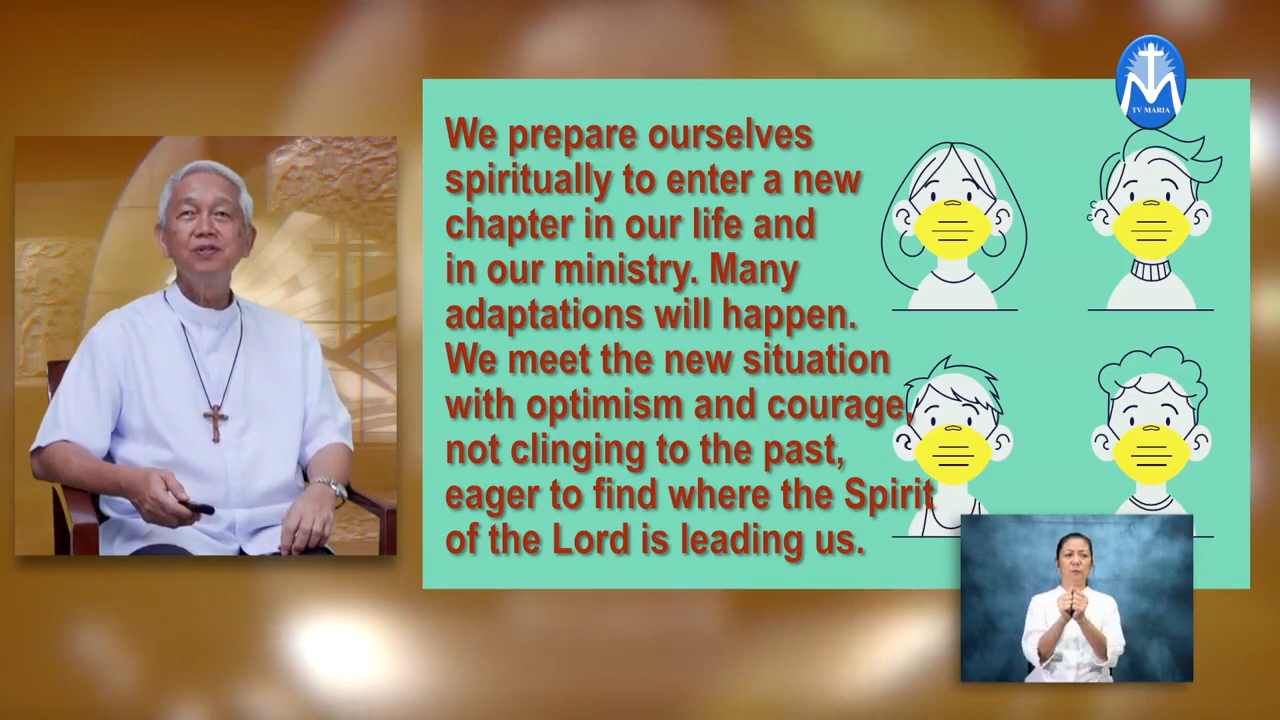 TV MARIA
We prepare ourselves
spiritually to enter a new
chapter in our life and
in our ministry. Many
adaptations will happen.
We meet the new situation
with optimism and courage,
not clinging to the past,
eager to find where the Spirit
of the Lord is leading us.